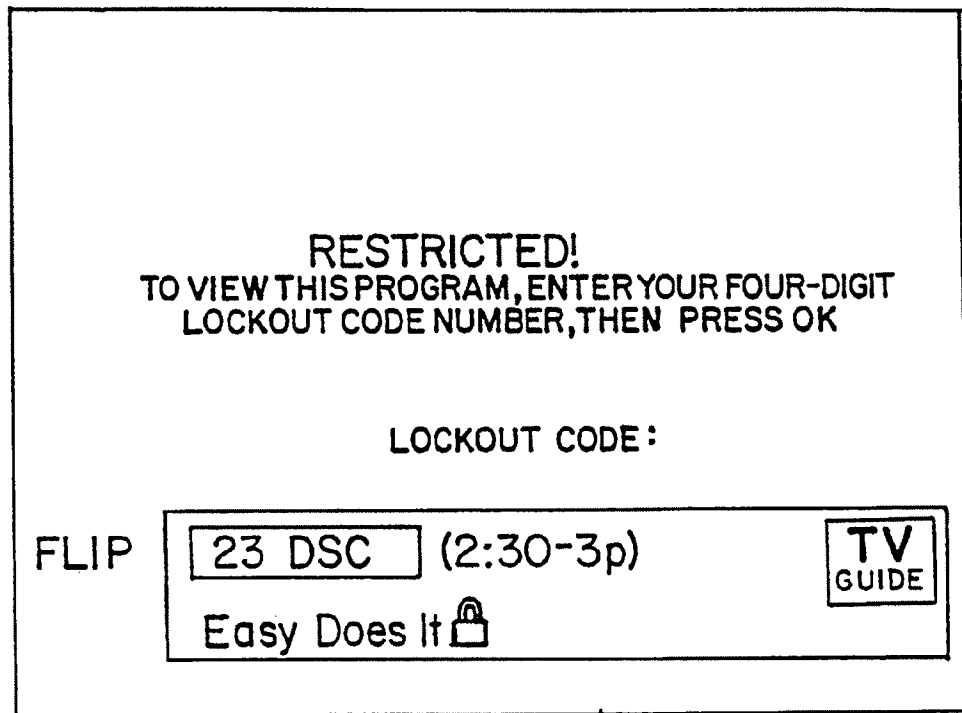 RESTRICTED!
TO VIEW THIS PROGRAM, ENTER YOUR FOUR-DIGIT
LOCKOUT CODE NUMBER, THEN PRESS OK
LOCKOUT CODE:
FLIP 23 DSC (2:30-3p) TV GUIDE
Easy Does It